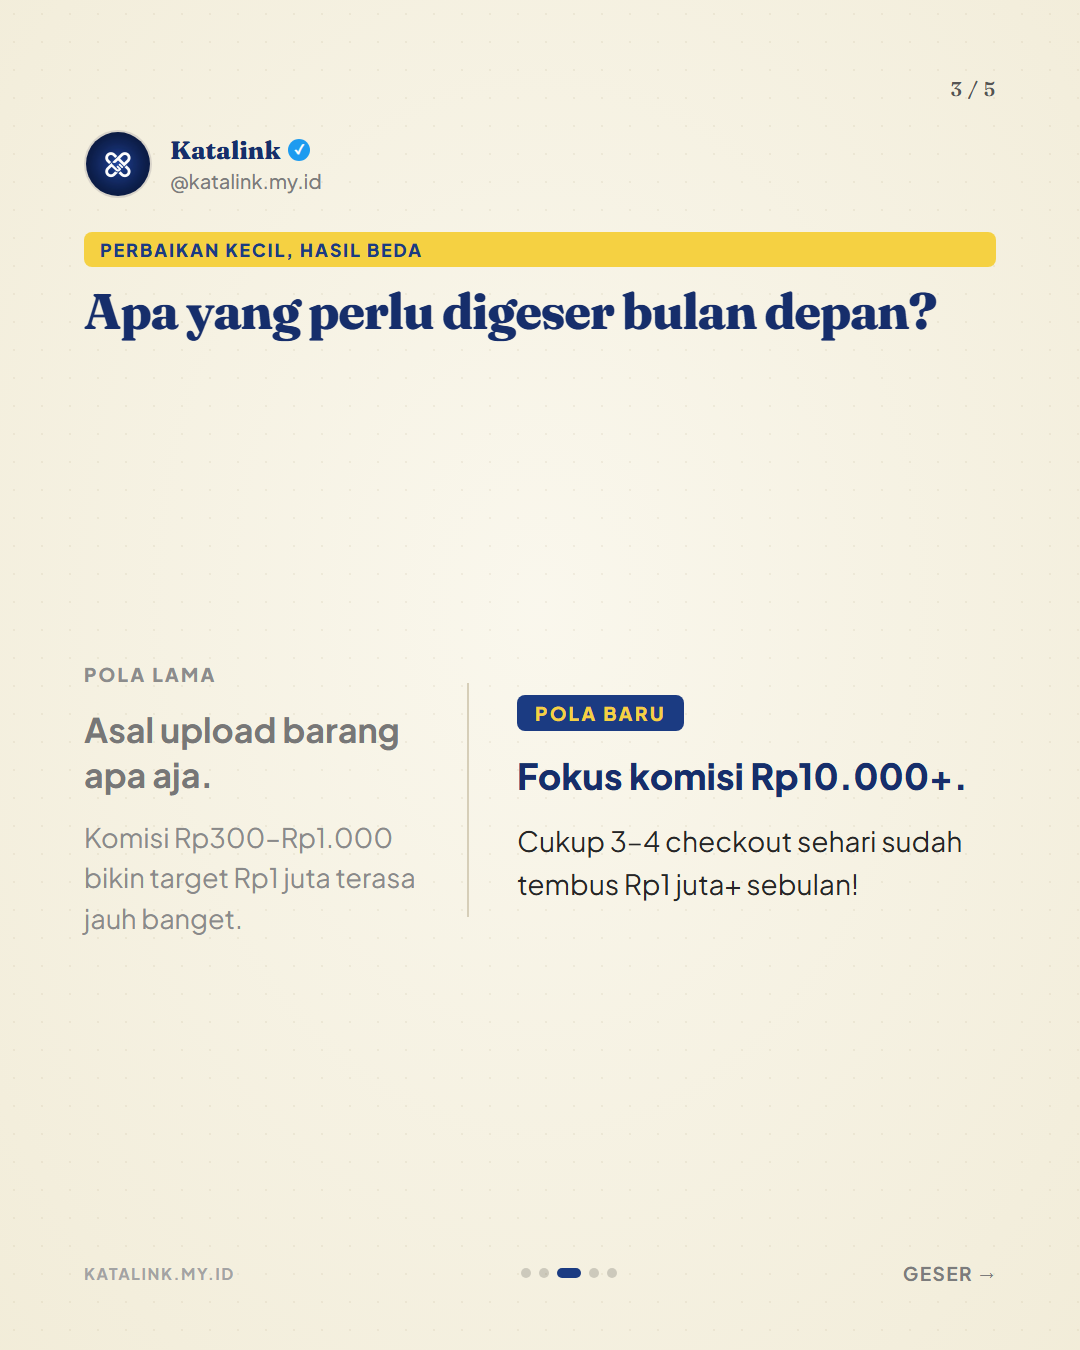 3 / 5
Katalink
@katalink.my.id
PERBAIKAN KECIL, HASIL BEDA
Apa yang perlu digeser bulan depan?
POLA LAMA
Asal upload barang
apa aja.
Komisi Rp300–Rp1.000
bikin target Rp1 juta terasa
jauh banget.
POLA BARU
Fokus komisi Rp10.000+.
Cukup 3–4 checkout sehari sudah
tembus Rp1 juta+ sebulan!
KATALINK.MY.ID
GESER →